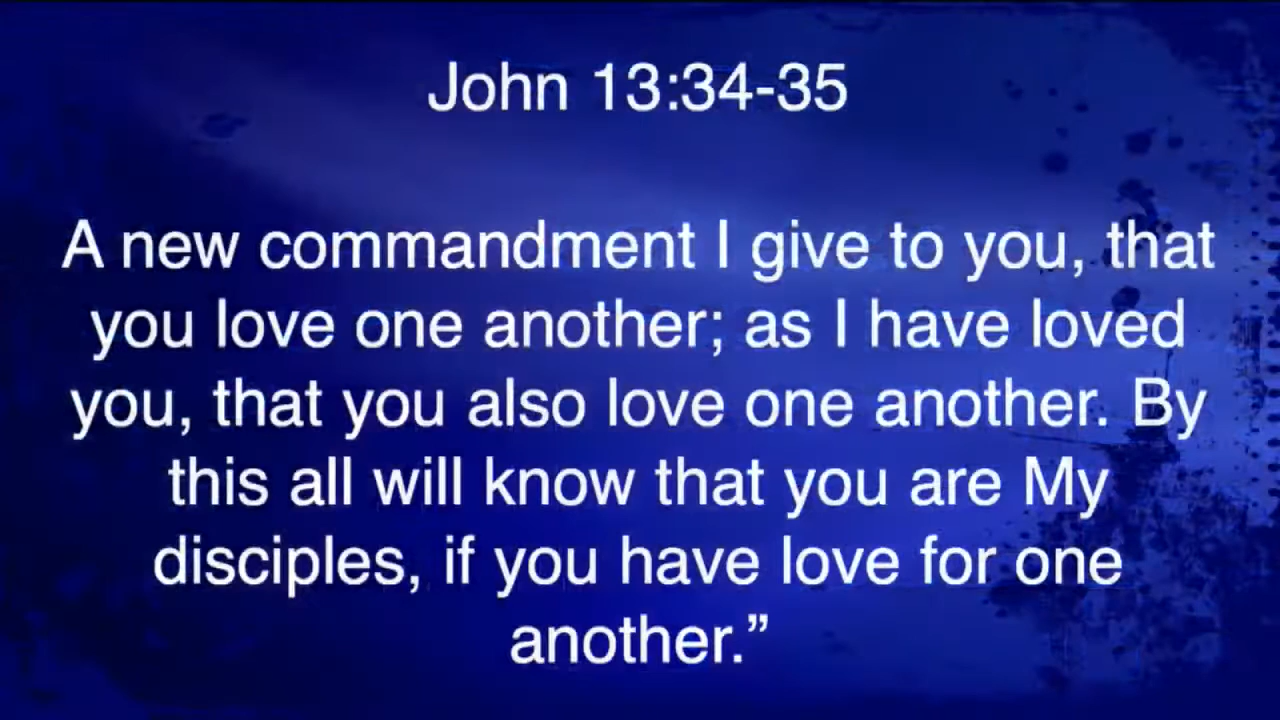 John 13:34-35
A new commandment I give to you, that
you love one another; as I have loved
you, that you also love one another. By
this all will know that you are My
disciples, if you have love for one
another.”